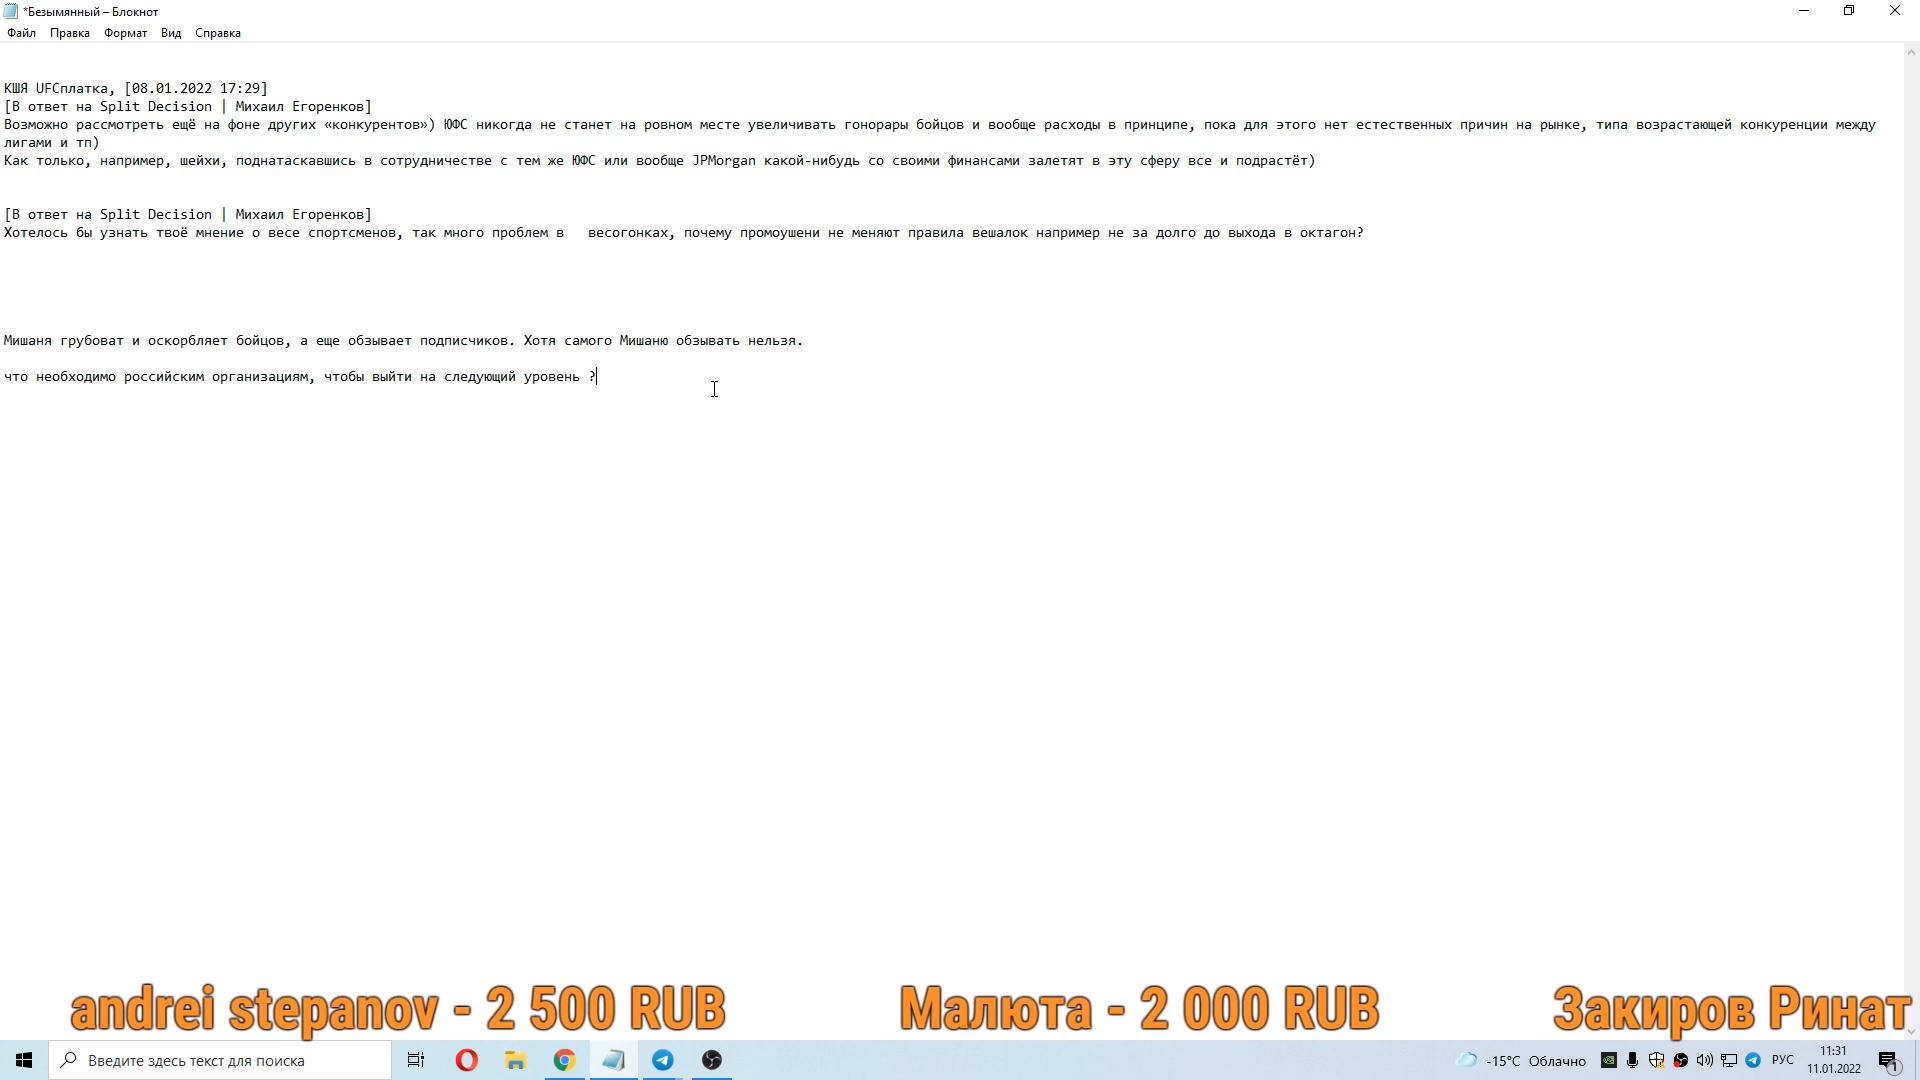 *Безымянный – Блокнот
Файл Правка Формат Вид Справка
КШЯ UFCплатка, [08.01.2022 17:29]
[В ответ на Split Decision | Михаил Егоренков]
Возможно рассмотреть ещё на фоне других «конкурентов») ЮФС никогда не станет на ровном месте увеличивать гонорары бойцов и вообще расходы в принципе, пока для этого нет естественных причин на рынке, типа возрастающей конкуренции между
лигами и тп)
Как только, например, шейхи, поднатаскавшись в сотрудничестве с тем же ЮФС или вообще JPMorgan какой-нибудь со своими финансами залетят в эту сферу все и подрастёт)
[В ответ на Split Decision | Михаил Егоренков]
Хотелось бы узнать твоё мнение о весе спортсменов, так много проблем в   весогонках, почему промоушени не меняют правила вешалок например не за долго до выхода в октагон?
Мишаня грубоват и оскорбляет бойцов, а еще обзывает подписчиков. Хотя самого Мишаню обзывать нельзя.
что необходимо российским организациям, чтобы выйти на следующий уровень ?
andrei stepanov - 2 500 RUB Малюта - 2 000 RUB Закиров Ринат
Введите здесь текст для поиска
-15°C Облачно
РУС
11:31
11.01.2022
1